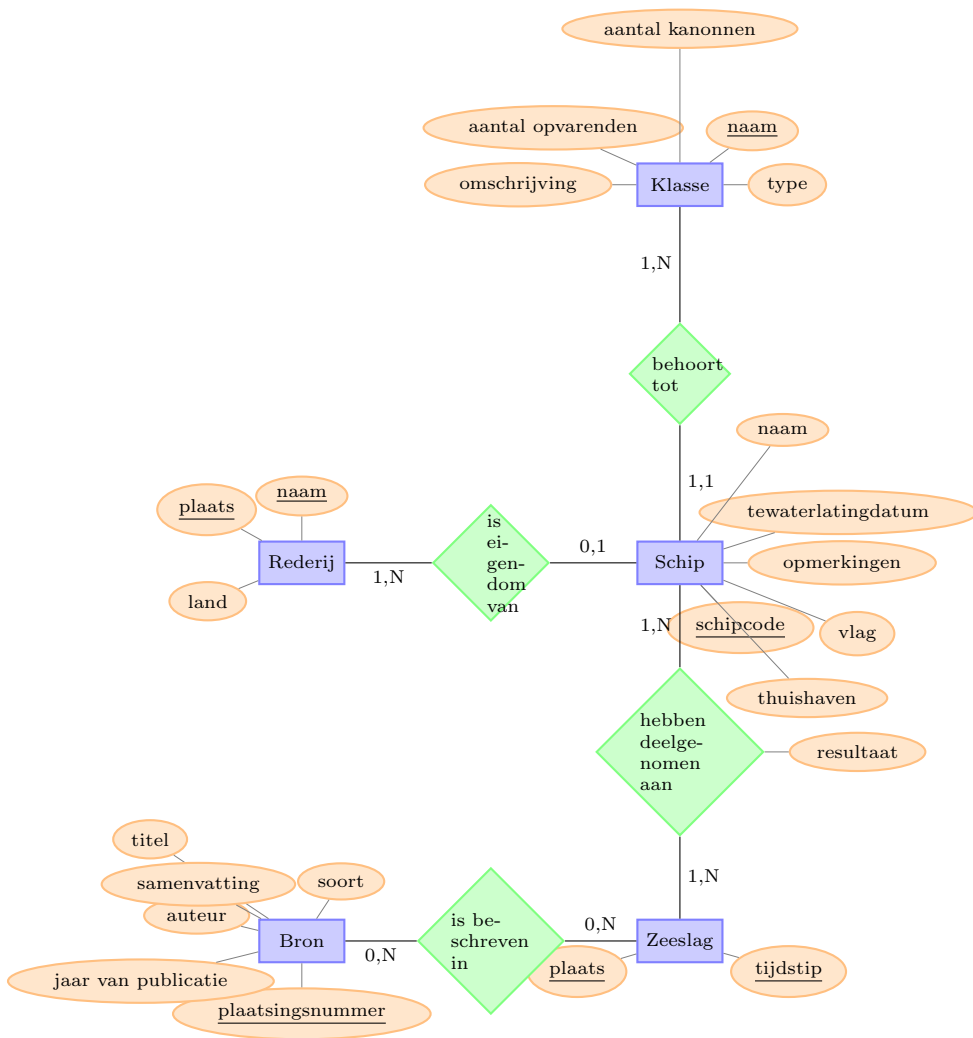 aantal kanonnen
aantal opvarenden
naam
omschrijving
Klasse
type
1,N
behoort
tot
naam
1,1
plaats
naam
tewaterlatingdatum
is
ei-
gen-
dom
van
0,1
Rederij
1,N
Schip
opmerkingen
land
1,N
schipcode
vlag
thuishaven
hebben
deelge-
nomen
aan
resultaat
titel
1,N
samenvatting
soort
auteur
is be-
schreven
in
0,N
Bron
0,N
Zeeslag
jaar van publicatie
plaats
tijdstip
plaatsingsnummer